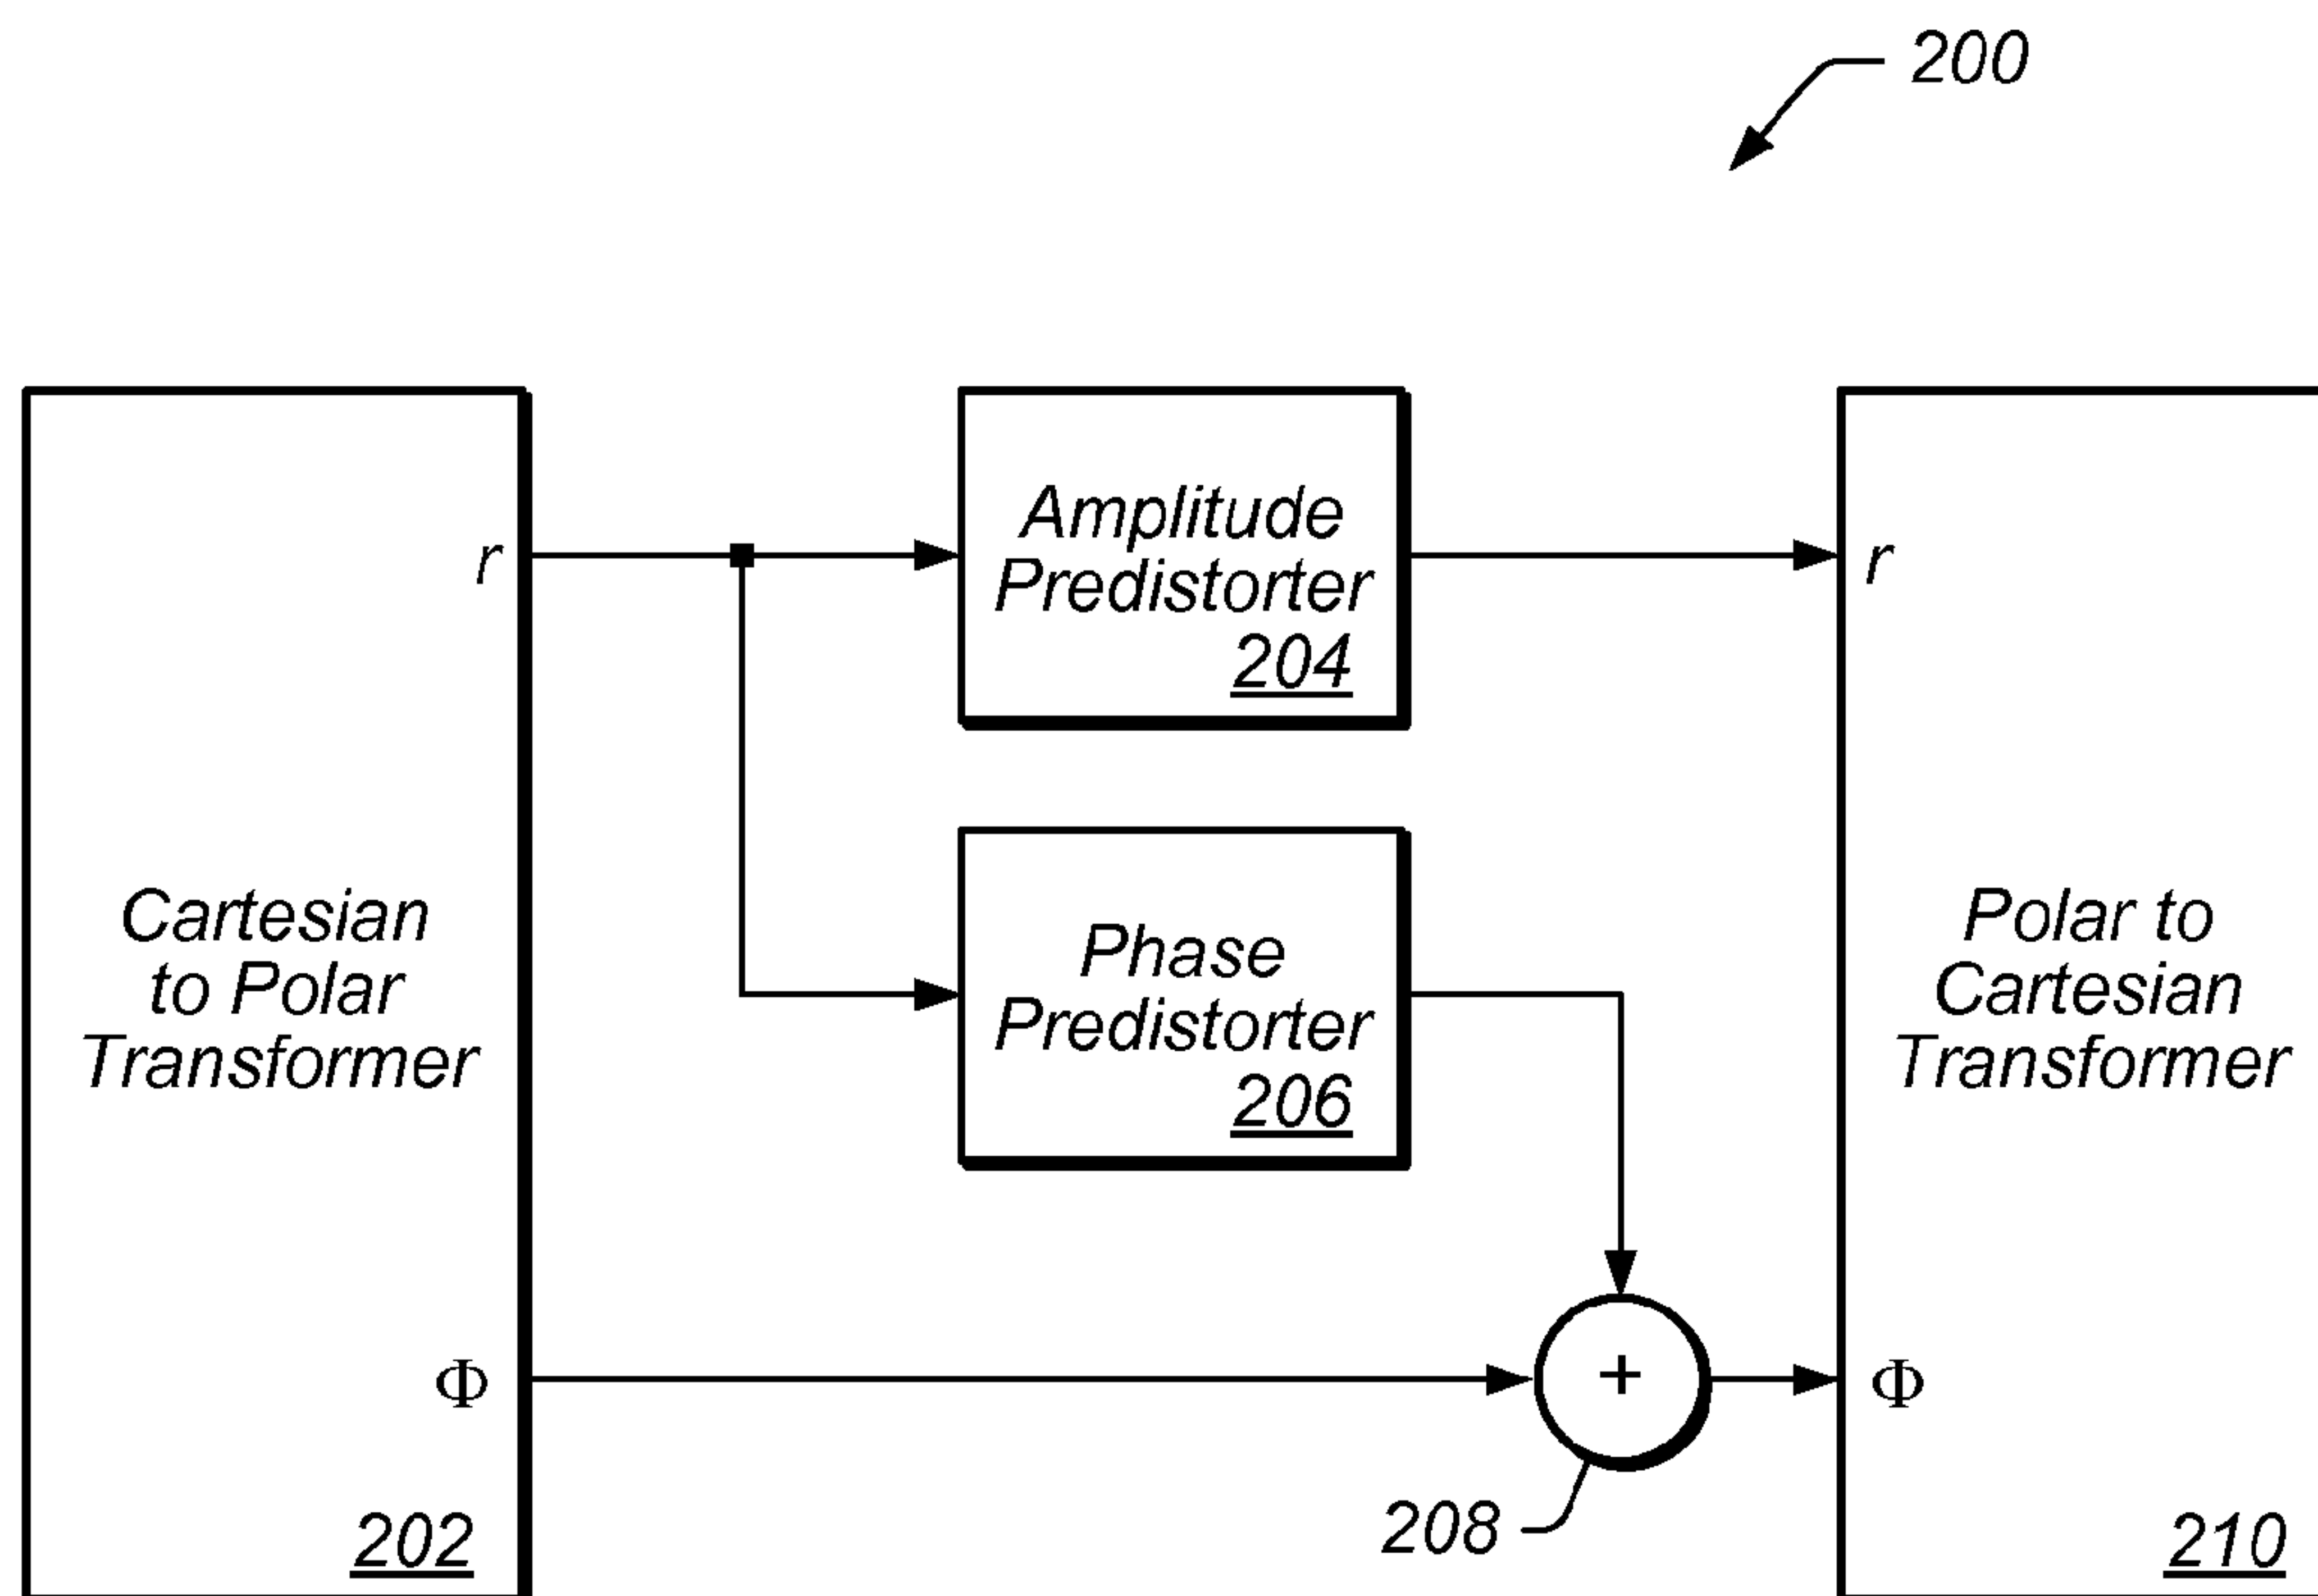 200
r
Amplitude
Predistorter
204
r
Cartesian
to Polar
Transformer
Phase
Predistorter
206
Polar to
Cartesian
Transformer
Φ
+
Φ
202
208
210